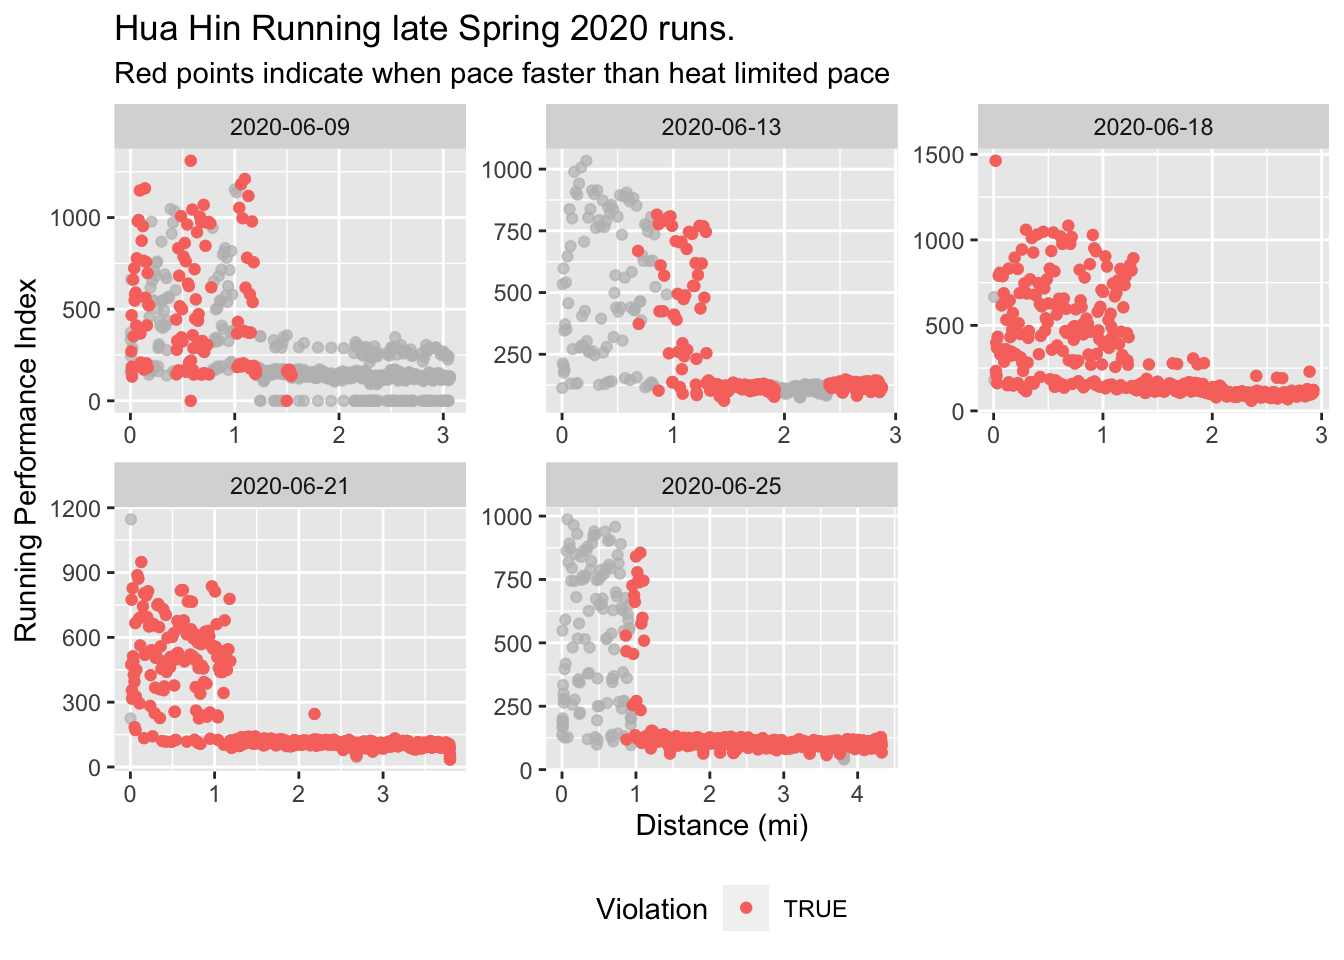 Hua Hin Running late Spring 2020 runs.
Red points indicate when pace faster than heat limited pace
2020-06-09
2020-06-13
2020-06-18
1000
500
0
0 1 2 3
1000
750
500
250
0 1 2 3
1500
1000
500
0
0 1 2 3
Running Performance Index
2020-06-21
2020-06-25
1200
900
600
300
0
0 1 2 3
1000
750
500
250
0
0 1 2 3 4
Distance (mi)
Violation TRUE